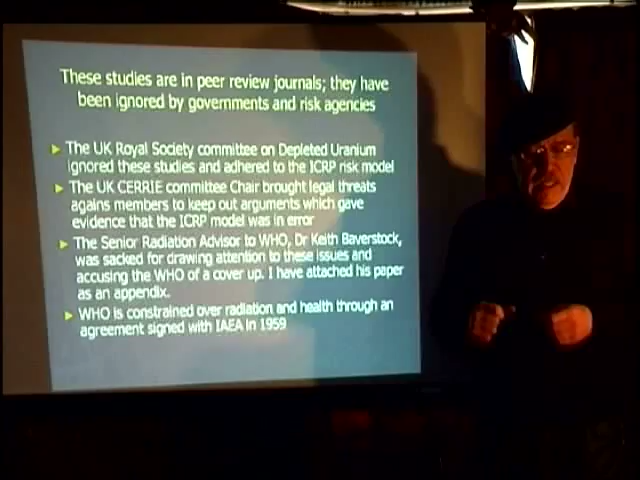 These studies are in peer review journals; they have
been ignored by governments and risk agencies
The UK Royal Society committee on Depleted Uranium
ignored these studies and adhered to the ICRP risk model
The UK CERRIE committee Chair brought legal threats
agains members to keep out arguments which gave
evidence that the ICRP model was in error
The Senior Radiation Advisor to WHO, Dr Keith Baverstock,
was sacked for drawing attention to these issues and
accusing the WHO of a cover up. I have attached his paper
as an appendix.
WHO is constrained over radiation and health through an
agreement signed with IAEA in 1959